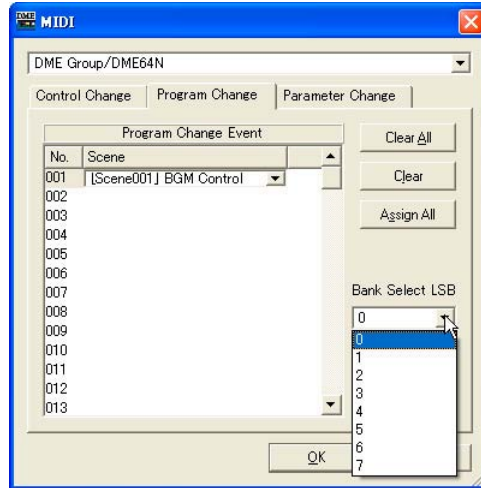 MIDI
DME Group/DME64N
Control Change Program Change Parameter Change
Program Change Event
No. Scene
001 [Scene001] BGM Control
002
003
004
005
006
007
008
009
010
011
012
013
Clear All
Clear
Assign All
Bank Select LSB
0
0
1
2
3
4
5
6
7
OK